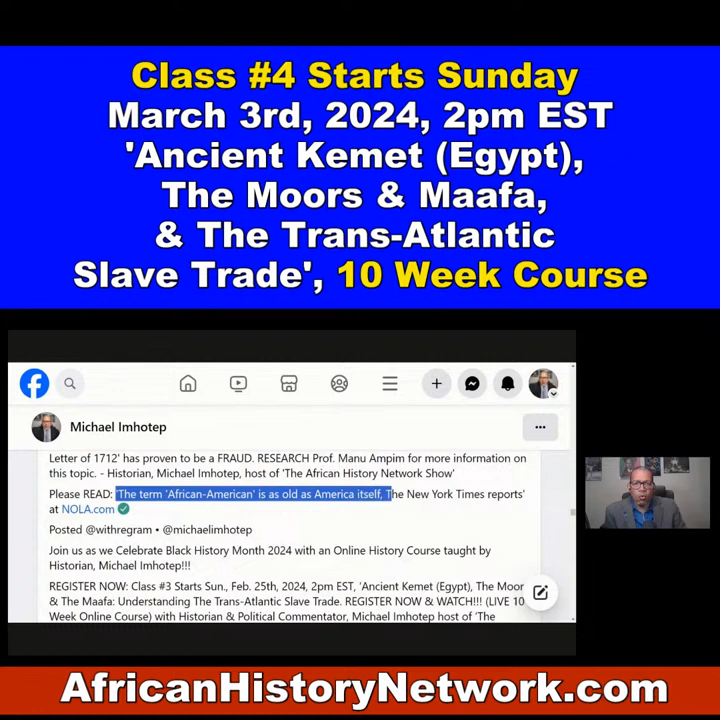 Class #4 Starts Sunday
March 3rd, 2024, 2pm EST
'Ancient Kemet (Egypt),
The Moors & Maafa,
& The Trans-Atlantic
Slave Trade', 10 Week Course
Michael Imhotep
Letter of 1712' has proven to be a FRAUD. RESEARCH Prof. Manu Ampim for more information on
this topic. - Historian, Michael Imhotep, host of 'The African History Network Show'
Please READ: 'The term 'African-American' is as old as America itself, The New York Times reports'
at NOLA.com
Posted @withregram • @michaelimhotep
Join us as we Celebrate Black History Month 2024 with an Online History Course taught by
Historian, Michael Imhotep!!!
REGISTER NOW: Class #3 Starts Sun., Feb. 25th, 2024, 2pm EST, 'Ancient Kemet (Egypt), The Moor
& The Maafa: Understanding The Trans-Atlantic Slave Trade. REGISTER NOW & WATCH!!! (LIVE 10
Week Online Course) with Historian & Political Commentator, Michael Imhotep host of 'The
AfricanHistoryNetwork.com